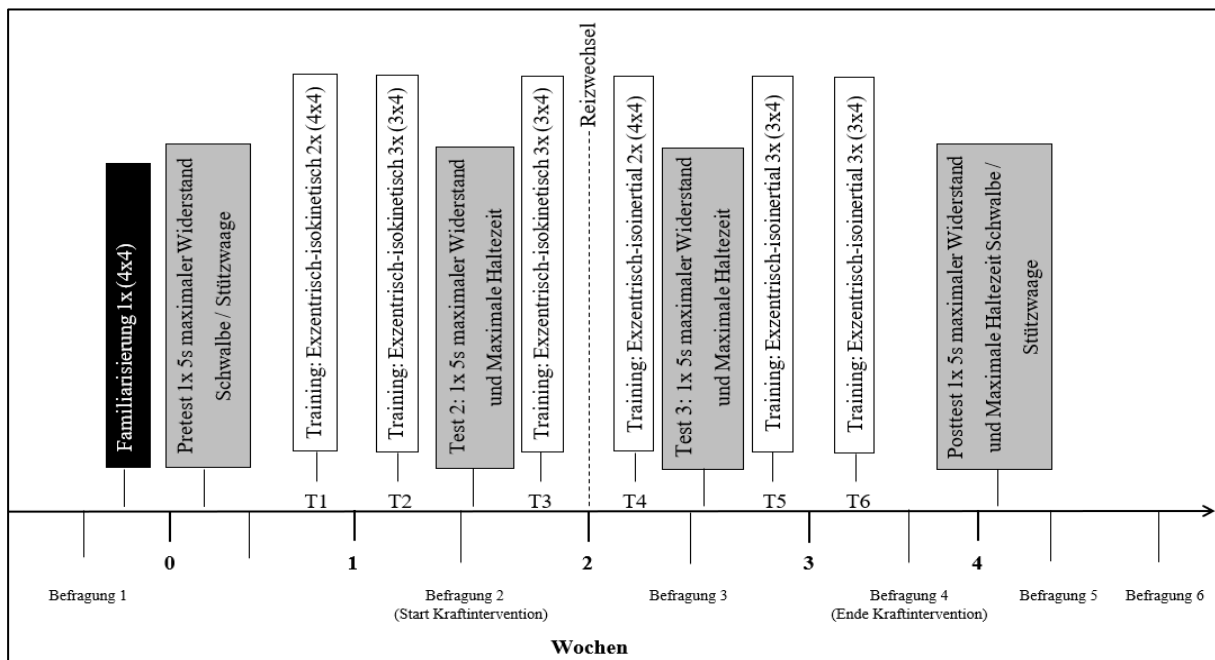 Familiarisierung 1x (4x4)
Pretest 1x 5s maximaler Widerstand
Schwalbe / Stützwaage
Training: Exzentrisch-isokinetisch 2x (4x4)
Training: Exzentrisch-isokinetisch 3x (3x4)
Test 2: 1x 5s maximaler Widerstand
und Maximale Haltezeit
Training: Exzentrisch-isokinetisch 3x (3x4)
Reizwechsel
Training: Exzentrisch-isoinertial 2x (4x4)
Test 3: 1x 5s maximaler Widerstand
und Maximale Haltezeit
Training: Exzentrisch-isoinertial 3x (3x4)
Training: Exzentrisch-isoinertial 3x (3x4)
Posttest 1x 5s maximaler Widerstand
und Maximale Haltezeit Schwalbe /
Stützwaage
T1 T2 T3 T4 T5 T6
0 1 2 3 4
Befragung 1
Befragung 2
(Start Kraftintervention)
Befragung 3
Befragung 4
(Ende Kraftintervention)
Befragung 5
Befragung 6
Wochen